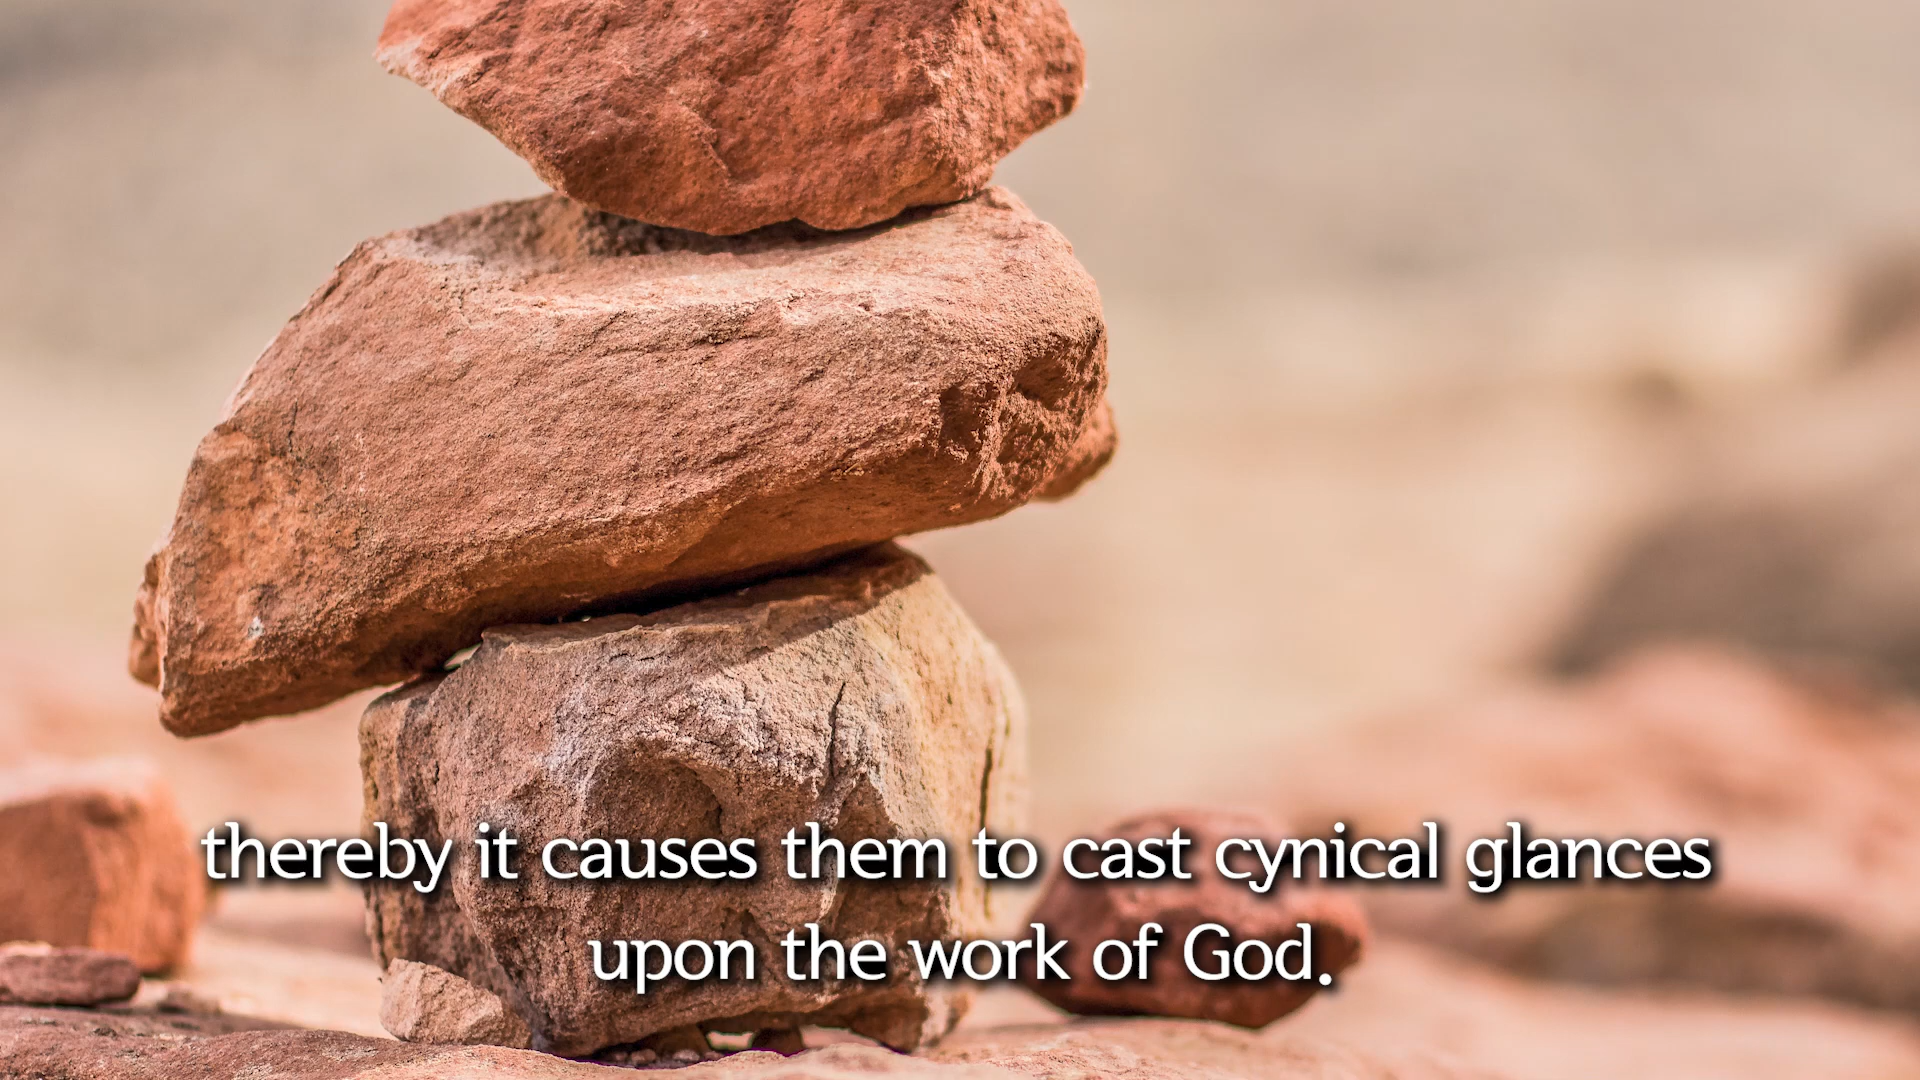 thereby it causes them to cast cynical glances
upon the work of God.